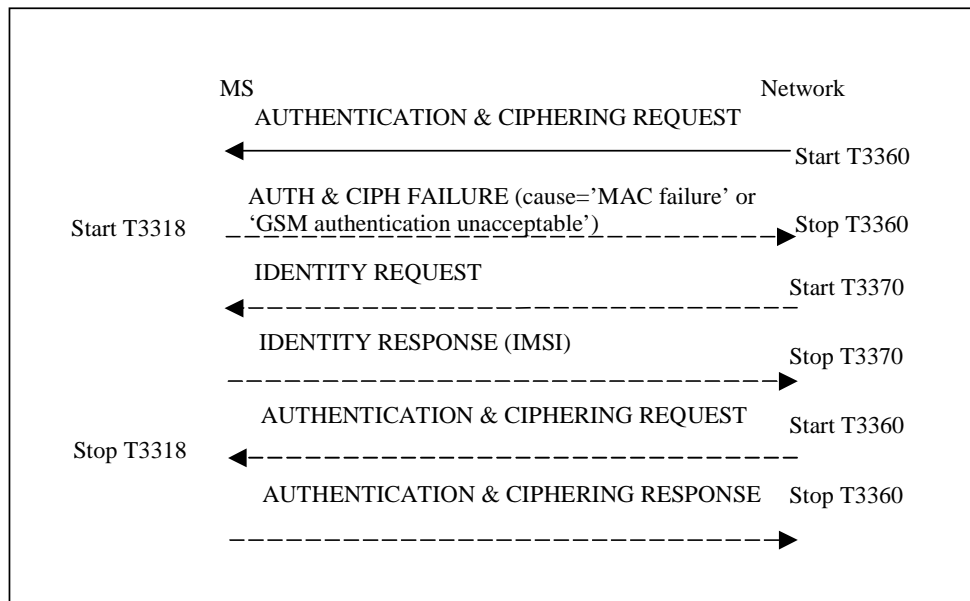 MS
Network
AUTHENTICATION & CIPHERING REQUEST
Start T3360
AUTH & CIPH FAILURE (cause=’MAC failure’ or
‘GSM authentication unacceptable’)
Start T3318
Stop T3360
IDENTITY REQUEST
Start T3370
IDENTITY RESPONSE (IMSI)
Stop T3370
AUTHENTICATION & CIPHERING REQUEST
Start T3360
Stop T3318
AUTHENTICATION & CIPHERING RESPONSE
Stop T3360